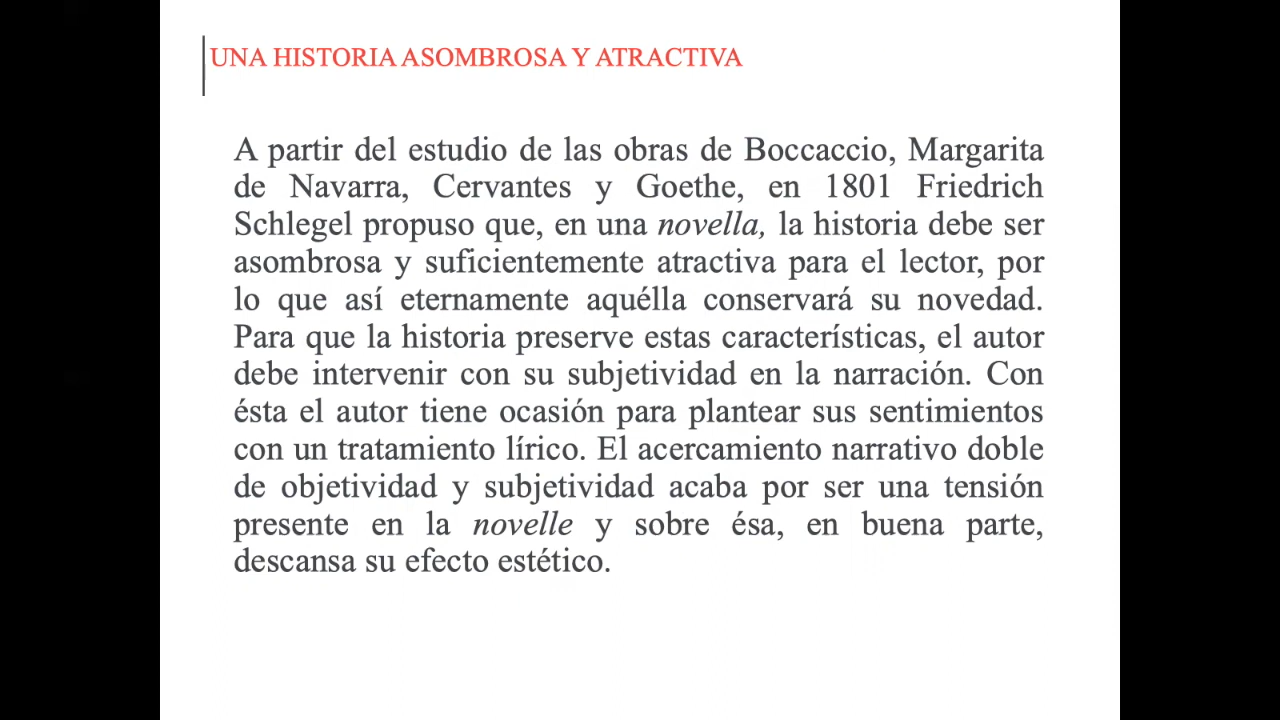 UNA HISTORIA ASOMBROSA Y ATRACTIVA
A partir del estudio de las obras de Boccaccio, Margarita
de Navarra, Cervantes y Goethe, en 1801 Friedrich
Schlegel propuso que, en una novella, la historia debe ser
asombrosa y suficientemente atractiva para el lector, por
lo que así eternamente aquélla conservará su novedad.
Para que la historia preserve estas características, el autor
debe intervenir con su subjetividad en la narración. Con
ésta el autor tiene ocasión para plantear sus sentimientos
con un tratamiento lírico. El acercamiento narrativo doble
de objetividad y subjetividad acaba por ser una tensión
presente en la novelle y sobre ésa, en buena parte,
descansa su efecto estético.